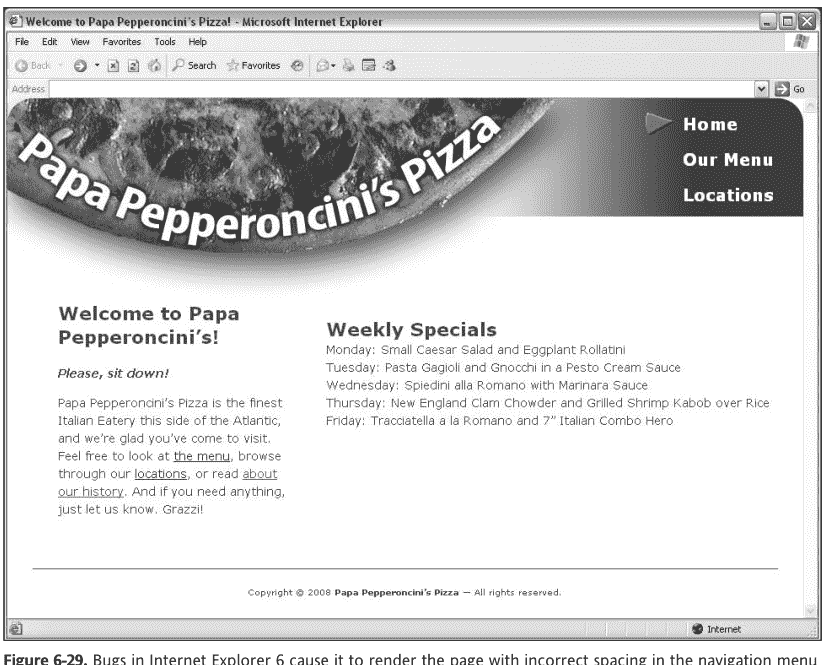 Welcome to Papa Pepperoncini's Pizza! - Microsoft Internet Explorer
File Edit View Favorites Tools Help
Back Search Favorites
Address Go
Papa Pepperoncini's Pizza
Home
Our Menu
Locations
Welcome to Papa
Pepperoncini's!
Please, sit down!
Papa Pepperoncini's Pizza is the finest
Italian Eatery this side of the Atlantic,
and we're glad you've come to visit.
Feel free to look at the menu, browse
through our locations, or read about
our history. And if you need anything,
just let us know. Grazzi!
Weekly Specials
Monday: Small Caesar Salad and Eggplant Rollatini
Tuesday: Pasta Gagioli and Gnocchi in a Pesto Cream Sauce
Wednesday: Spiedini alla Romano with Marinara Sauce
Thursday: New England Clam Chowder and Grilled Shrimp Kabob over Rice
Friday: Tracciatella a la Romano and 7" Italian Combo Hero
Copyright © 2008 Papa Pepperoncini's Pizza — All rights reserved.
Internet
Figure 6-29. Bugs in Internet Explorer 6 cause it to render the page with incorrect spacing in the navigation menu